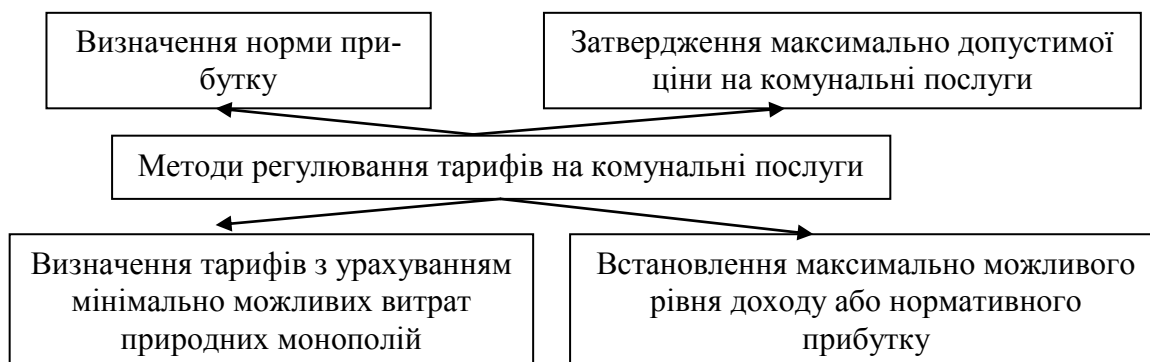 Визначення норми при-
бутку
Затвердження максимально допустимої
ціни на комунальні послуги
Методи регулювання тарифів на комунальні послуги
Визначення тарифів з урахуванням
мінімально можливих витрат
природних монополій
Встановлення максимально можливого
рівня доходу або нормативного
прибутку